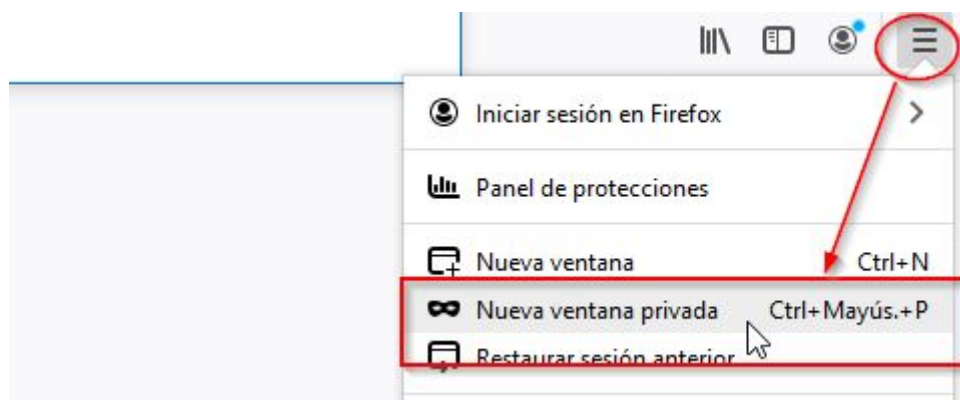 Iniciar sesión en Firefox
Panel de protecciones
Nueva ventana Ctrl+N
Nueva ventana privada Ctrl+Mayús.+P
Restaurar sesión anterior